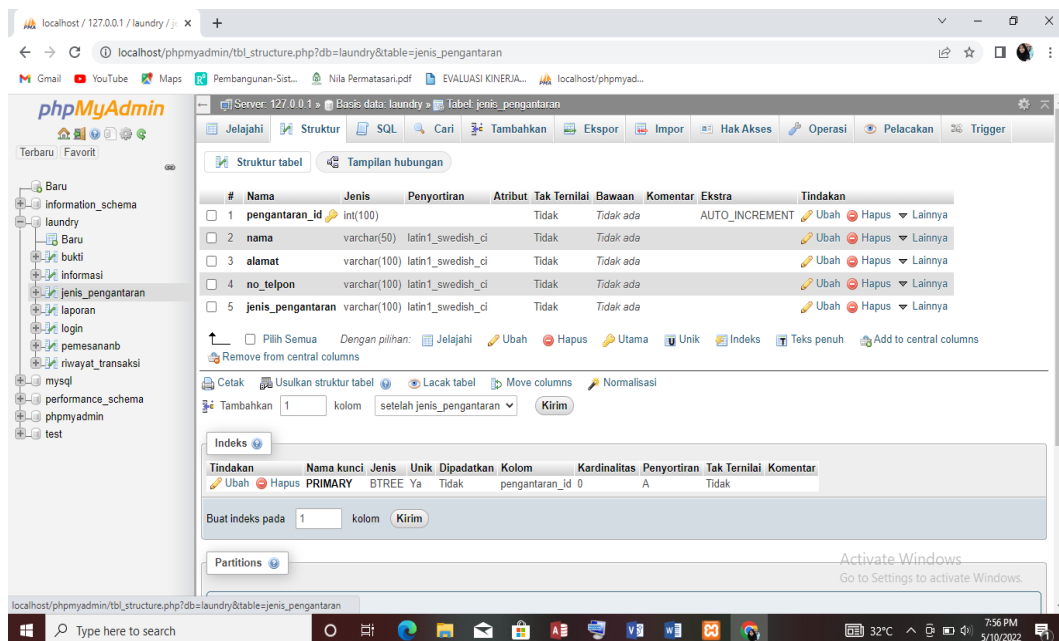 localhost / 127.0.0.1 / laundry / je
localhost/phpmyadmin/tbl_structure.php?db=laundry&table=jenis_pengantaran
Gmail YouTube Maps Pembangunan-Sist... Nila Permatasari.pdf EVALUASI KINERJA... localhost/phpmyad...
phpMyAdmin
Terbaru Favorit
Baru
information_schema
laundry
Baru
bukti
informasi
jenis_pengantaran
laporan
login
pemesananb
riwayat_transaksi
mysql
performance_schema
phpmyadmin
test
Server: 127.0.0.1 » Basis data: laundry » Tabel: jenis_pengantaran
Jelajahi Struktur SQL Cari Tambahkan Ekspor Impor Hak Akses Operasi Pelacakan Trigger
Struktur tabel Tampilan hubungan
# Nama Jenis Penyortiran Atribut Tak Ternilai Bawaan Komentar Ekstra Tindakan
1 pengantaran_id int(100) Tidak Tidak ada AUTO_INCREMENT Ubah Hapus Lainnya
2 nama varchar(50) latin1_swedish_ci Tidak Tidak ada Ubah Hapus Lainnya
3 alamat varchar(100) latin1_swedish_ci Tidak Tidak ada Ubah Hapus Lainnya
4 no_telpon varchar(100) latin1_swedish_ci Tidak Tidak ada Ubah Hapus Lainnya
5 jenis_pengantaran varchar(100) latin1_swedish_ci Tidak Tidak ada Ubah Hapus Lainnya
Pilih Semua Dengan pilihan: Jelajahi Ubah Hapus Utama Unik Indeks Teks penuh Add to central columns
Remove from central columns
Cetak Usulkan struktur tabel Lacak tabel Move columns Normalisasi
Tambahkan 1 kolom setelah jenis_pengantaran Kirim
Indeks
Tindakan Nama kunci Jenis Unik Dipadatkan Kolom Kardinalitas Penyortiran Tak Ternilai Komentar
Ubah Hapus PRIMARY BTREE Ya Tidak pengantaran_id 0 A Tidak
Buat indeks pada 1 kolom Kirim
Partitions
Activate Windows
Go to Settings to activate Windows.
localhost/phpmyadmin/tbl_structure.php?db=laundry&table=jenis_pengantaran
Type here to search
32°C
7:56 PM
5/10/2022